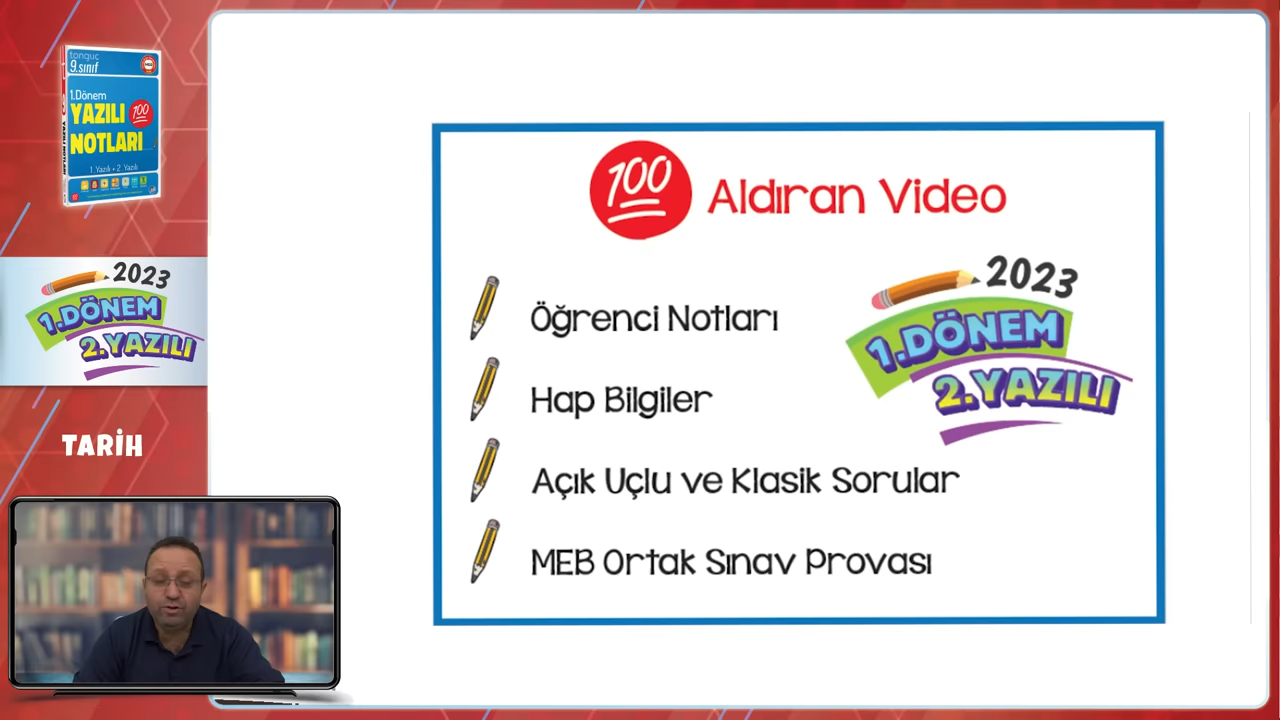 tonguç
9.sınıf
1.Dönem
YAZILI 100
NOTLARI
1.Yazılı • 2.Yazılı
YAZILI NOTLARI
2023
1.DÖNEM
2.YAZILI
TARİH
100 Aldıran Video
Öğrenci Notları
Hap Bilgiler
Açık Uçlu ve Klasik Sorular
MEB Ortak Sınav Provası
2023
1.DÖNEM
2.YAZILI